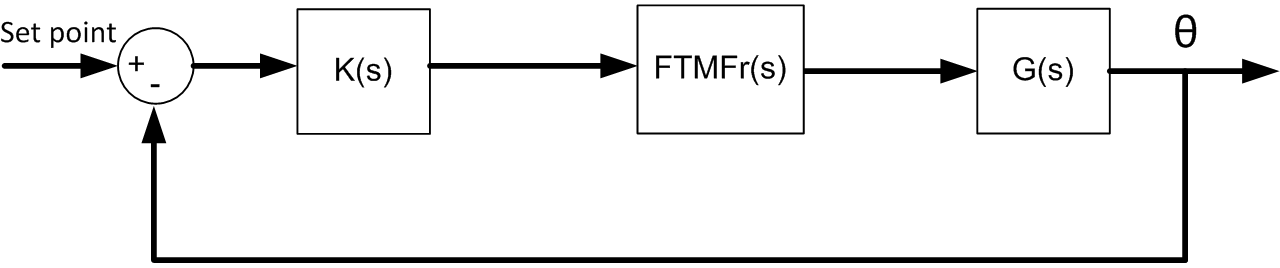 Set point
+
-
K(s)
FTMFr(s)
G(s)
θ